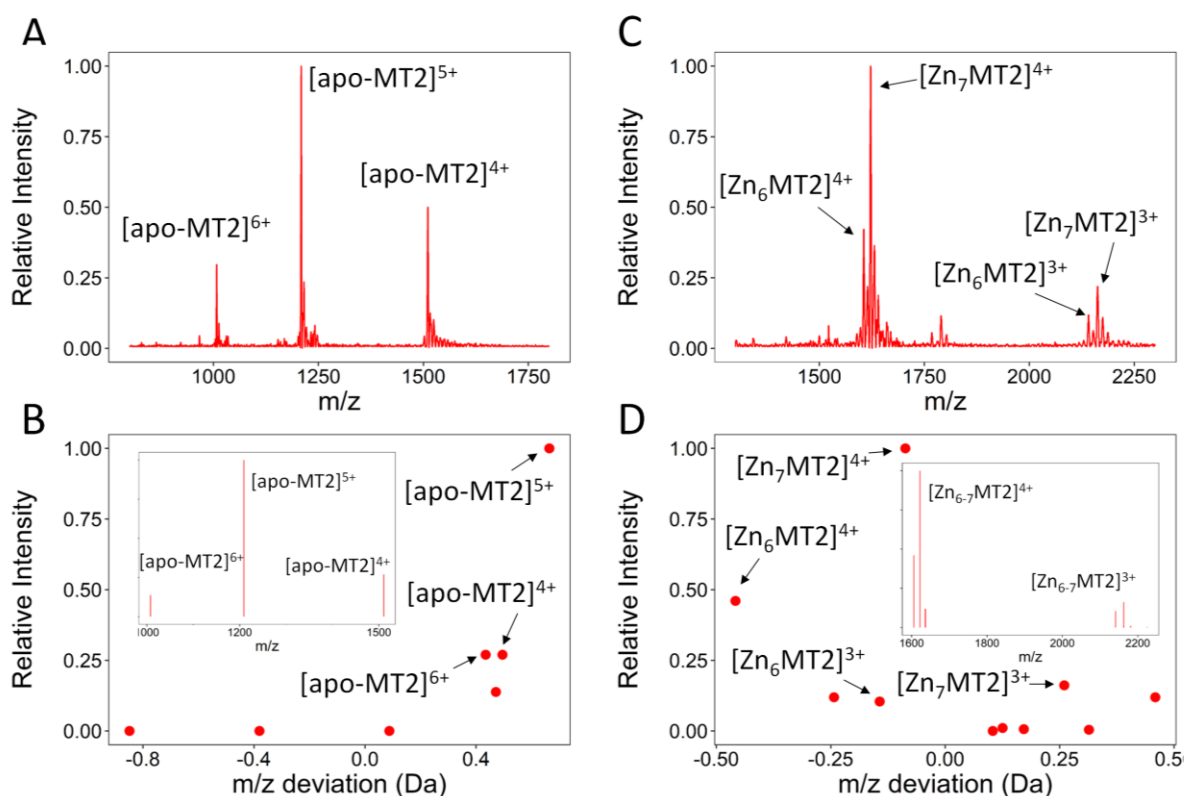 A
Relative Intensity
1.00
0.75
0.50
0.25
0.00
[apo-MT2]5+
[apo-MT2]4+
[apo-MT2]6+
1000 1250 1500 1750
m/z
C
Relative Intensity
1.00
0.75
0.50
0.25
0.00
[Zn7MT2]4+
[Zn6MT2]4+
[Zn7MT2]3+
[Zn6MT2]3+
1500 1750 2000 2250
m/z
B
Relative Intensity
1.00
0.75
0.50
0.25
0.00
[apo-MT2]5+
[apo-MT2]6+
[apo-MT2]4+
1000 1200 1500
m/z
[apo-MT2]5+
[apo-MT2]4+
[apo-MT2]6+
-0.8 -0.4 0.0 0.4
m/z deviation (Da)
D
Relative Intensity
1.00
0.75
0.50
0.25
0.00
[Zn7MT2]4+
[Zn6MT2]4+
[Zn6-7MT2]4+
[Zn6-7MT2]3+
1600 1800 2000 2200
m/z
[Zn6MT2]3+
[Zn7MT2]3+
-0.50 -0.25 0.00 0.25 0.50
m/z deviation (Da)